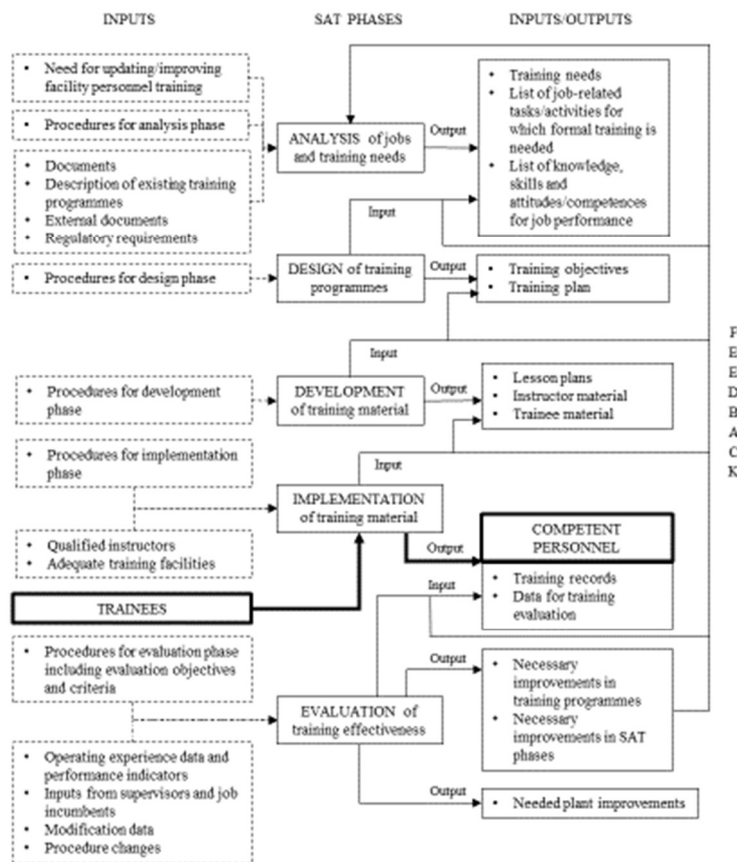 INPUTS
SAT PHASES
INPUTS/OUTPUTS
• Need for updating/improving
facility personnel training
• Procedures for analysis phase
• Documents
• Description of existing training
programmes
• External documents
• Regulatory requirements
ANALYSIS of jobs
and training needs
Output
• Training needs
• List of job-related
tasks/activities for
which formal training is
needed
• List of knowledge,
skills and
attitudes/competences
for job performance
Input
• Procedures for design phase
DESIGN of training
programmes
Output
• Training objectives
• Training plan
Input
• Procedures for development
phase
DEVELOPMENT
of training material
Output
• Lesson plans
• Instructor material
• Trainee material
Input
F
E
E
D
B
A
C
K
• Procedures for implementation
phase
• Qualified instructors
• Adequate training facilities
IMPLEMENTATION
of training material
Output
COMPETENT
PERSONNEL
• Training records
• Data for training
evaluation
Input
TRAINEES
• Procedures for evaluation phase
including evaluation objectives
and criteria
• Operating experience data and
performance indicators
• Inputs from supervisors and job
incumbents
• Modification data
• Procedure changes
EVALUATION of
training effectiveness
Output
• Necessary
improvements in
training programmes
• Necessary
improvements in SAT
phases
Output
• Needed plant improvements